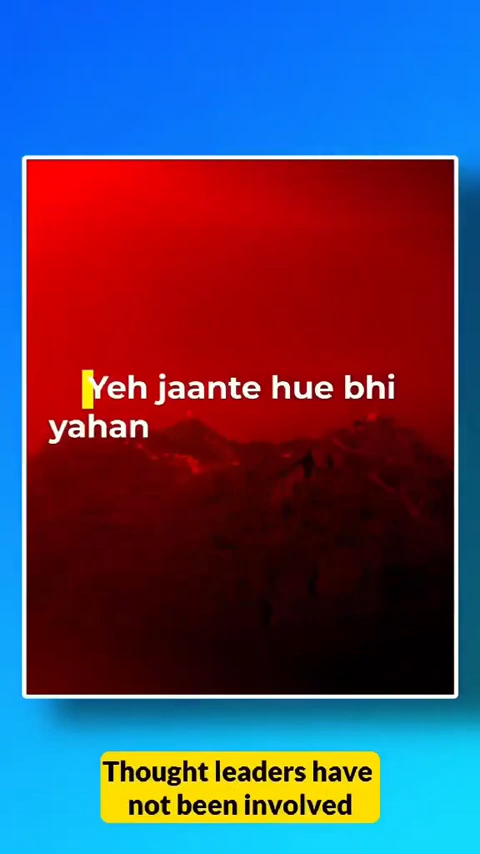 Yeh jaante hue bhi
yahan
Thought leaders have
not been involved